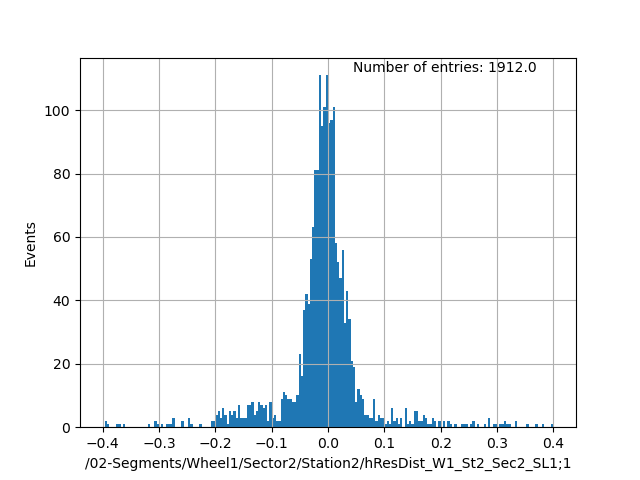 Number of entries: 1912.0
Events
100
80
60
40
20
0
−0.4 −0.3 −0.2 −0.1 0.0 0.1 0.2 0.3 0.4
/02-Segments/Wheel1/Sector2/Station2/hResDist_W1_St2_Sec2_SL1;1